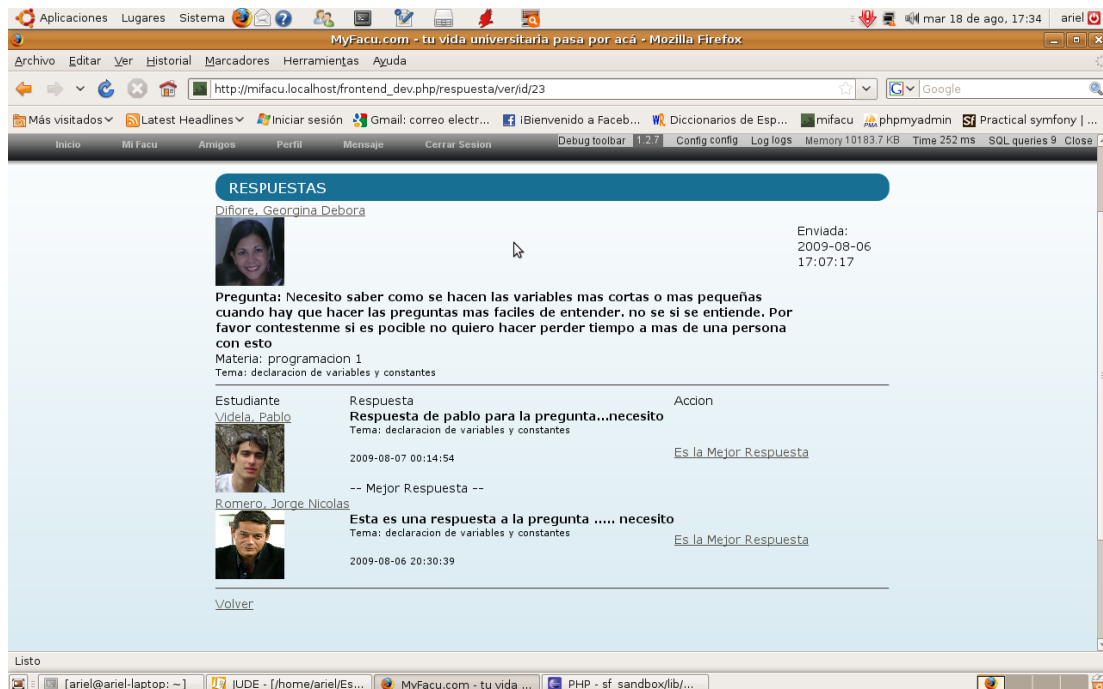 Aplicaciones Lugares Sistema mar 18 de ago, 17:34 ariel
MyFacu.com - tu vida universitaria pasa por acá - Mozilla Firefox
Archivo Editar Ver Historial Marcadores Herramientas Ayuda
http://mifacu.localhost/frontend_dev.php/respuesta/ver/id/23 Google
Más visitados Latest Headlines Iniciar sesión Gmail: correo electr... iBienvenido a Faceb... Diccionarios de Esp... mifacu phpmyadmin Practical symfony | ...
Inicio Mi Facu Amigos Perfil Mensaje Cerrar Sesion Debug toolbar 1.2.7 Config config Log logs Memory 10183.7 KB Time 252 ms SQL queries 9 Close
RESPUESTAS
Difiore, Georgina Debora
Enviada:
2009-08-06
17:07:17
Pregunta: Necesito saber como se hacen las variables mas cortas o mas pequeñas
cuando hay que hacer las preguntas mas faciles de entender. no se si se entiende. Por
favor contestenme si es pocible no quiero hacer perder tiempo a mas de una persona
con esto
Materia: programacion 1
Tema: declaracion de variables y constantes
Estudiante Respuesta Accion
Videla, Pablo Respuesta de pablo para la pregunta...necesito
Tema: declaracion de variables y constantes
Es la Mejor Respuesta
2009-08-07 00:14:54
-- Mejor Respuesta --
Romero, Jorge Nicolas
Esta es una respuesta a la pregunta ..... necesito
Tema: declaracion de variables y constantes
Es la Mejor Respuesta
2009-08-06 20:30:39
Volver
Listo
[ariel@ariel-laptop: ~] JUDE - [/home/ariel/Es... MyFacu.com - tu vida ... PHP - sf_sandbox/lib/...